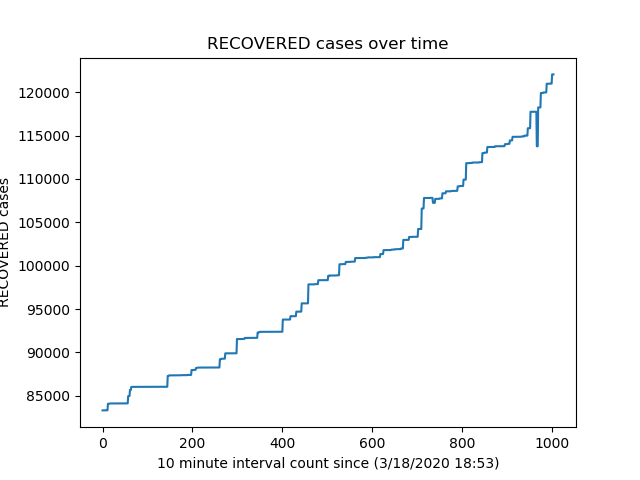 RECOVERED cases over time
120000
115000
110000
105000
100000
95000
90000
85000
RECOVERED cases
0 200 400 600 800 1000
10 minute interval count since (3/18/2020 18:53)